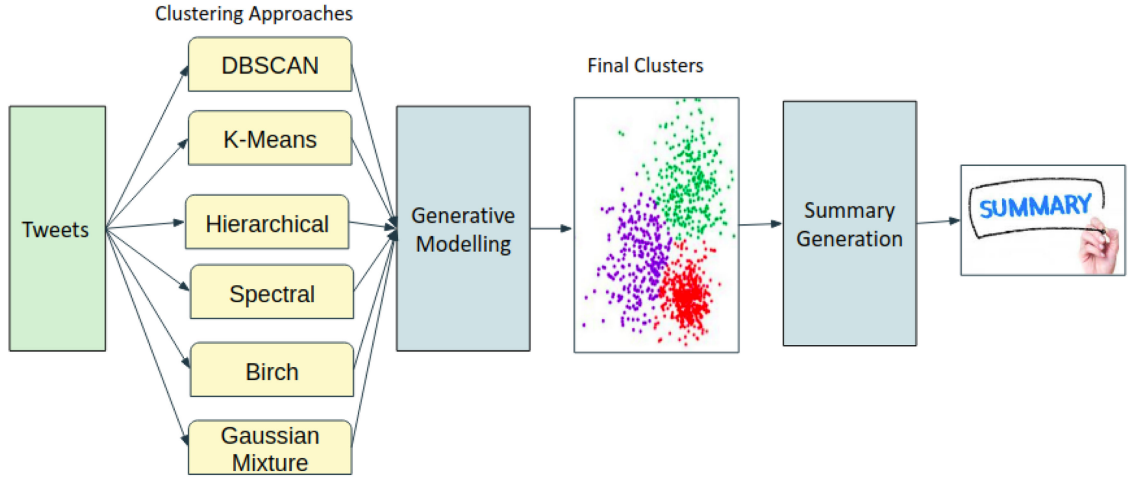 Clustering Approaches
DBSCAN
K-Means
Hierarchical
Spectral
Birch
Gaussian
Mixture
Tweets
Generative
Modelling
Final Clusters
Summary
Generation
SUMMARY